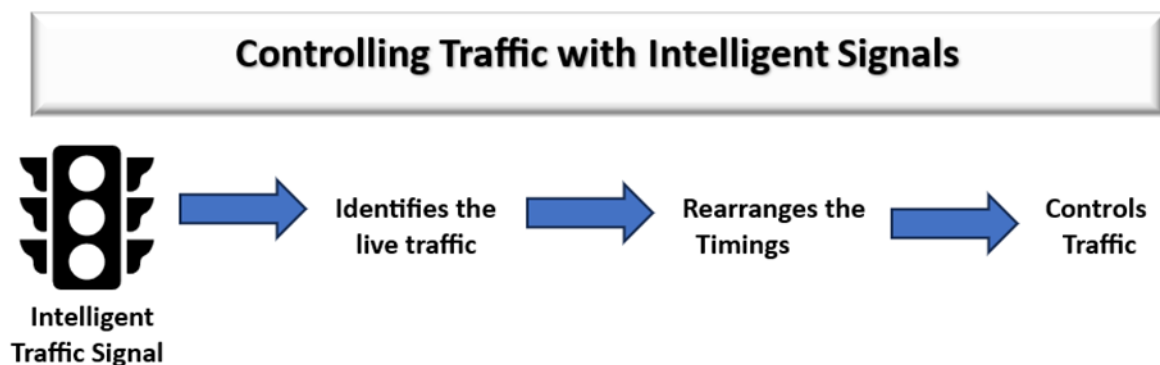 Controlling Traffic with Intelligent Signals
Identifies the
live traffic
Rearranges the
Timings
Controls
Traffic
Intelligent
Traffic Signal